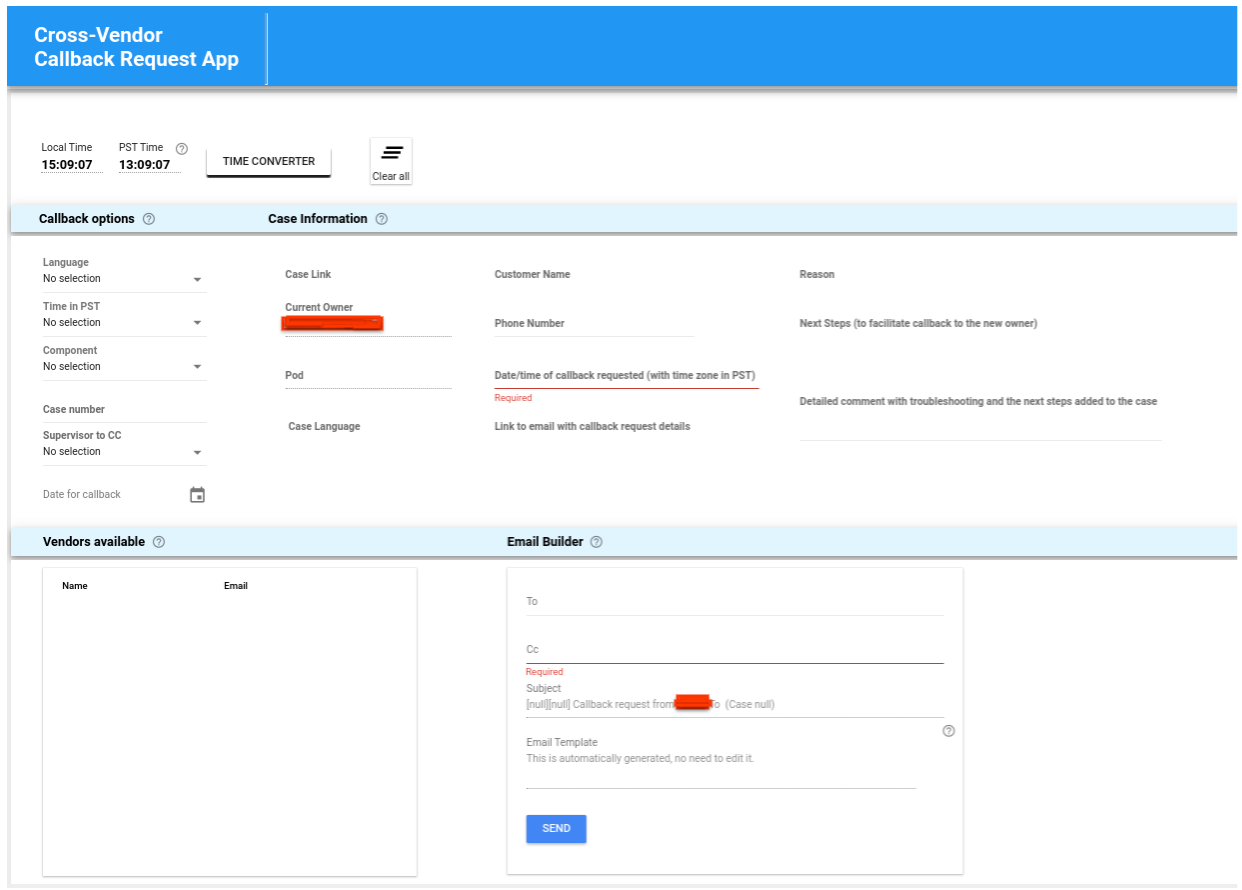 Cross-Vendor
Callback Request App
Local Time
PST Time
15:09:07
13:09:07
TIME CONVERTER
Clear all
Callback options
Case Information
Language
No selection
Time in PST
No selection
Component
No selection
Case number
Supervisor to CC
No selection
Date for callback
Case Link
Current Owner
Pod
Case Language
Customer Name
Phone Number
Date/time of callback requested (with time zone in PST)
Required
Link to email with callback request details
Reason
Next Steps (to facilitate callback to the new owner)
Detailed comment with troubleshooting and the next steps added to the case
Vendors available
Name
Email
Email Builder
To
Cc
Required
Subject
[null][null] Callback request from To (Case null)
Email Template
This is automatically generated, no need to edit it.
SEND